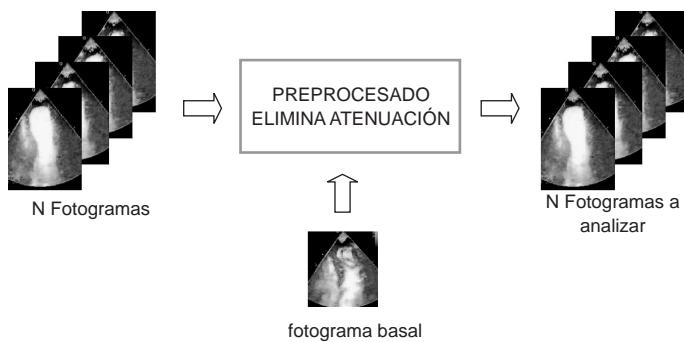 PREPROCESADO
ELIMINA ATENUACIÓN
N Fotogramas
N Fotogramas a
analizar
fotograma basal